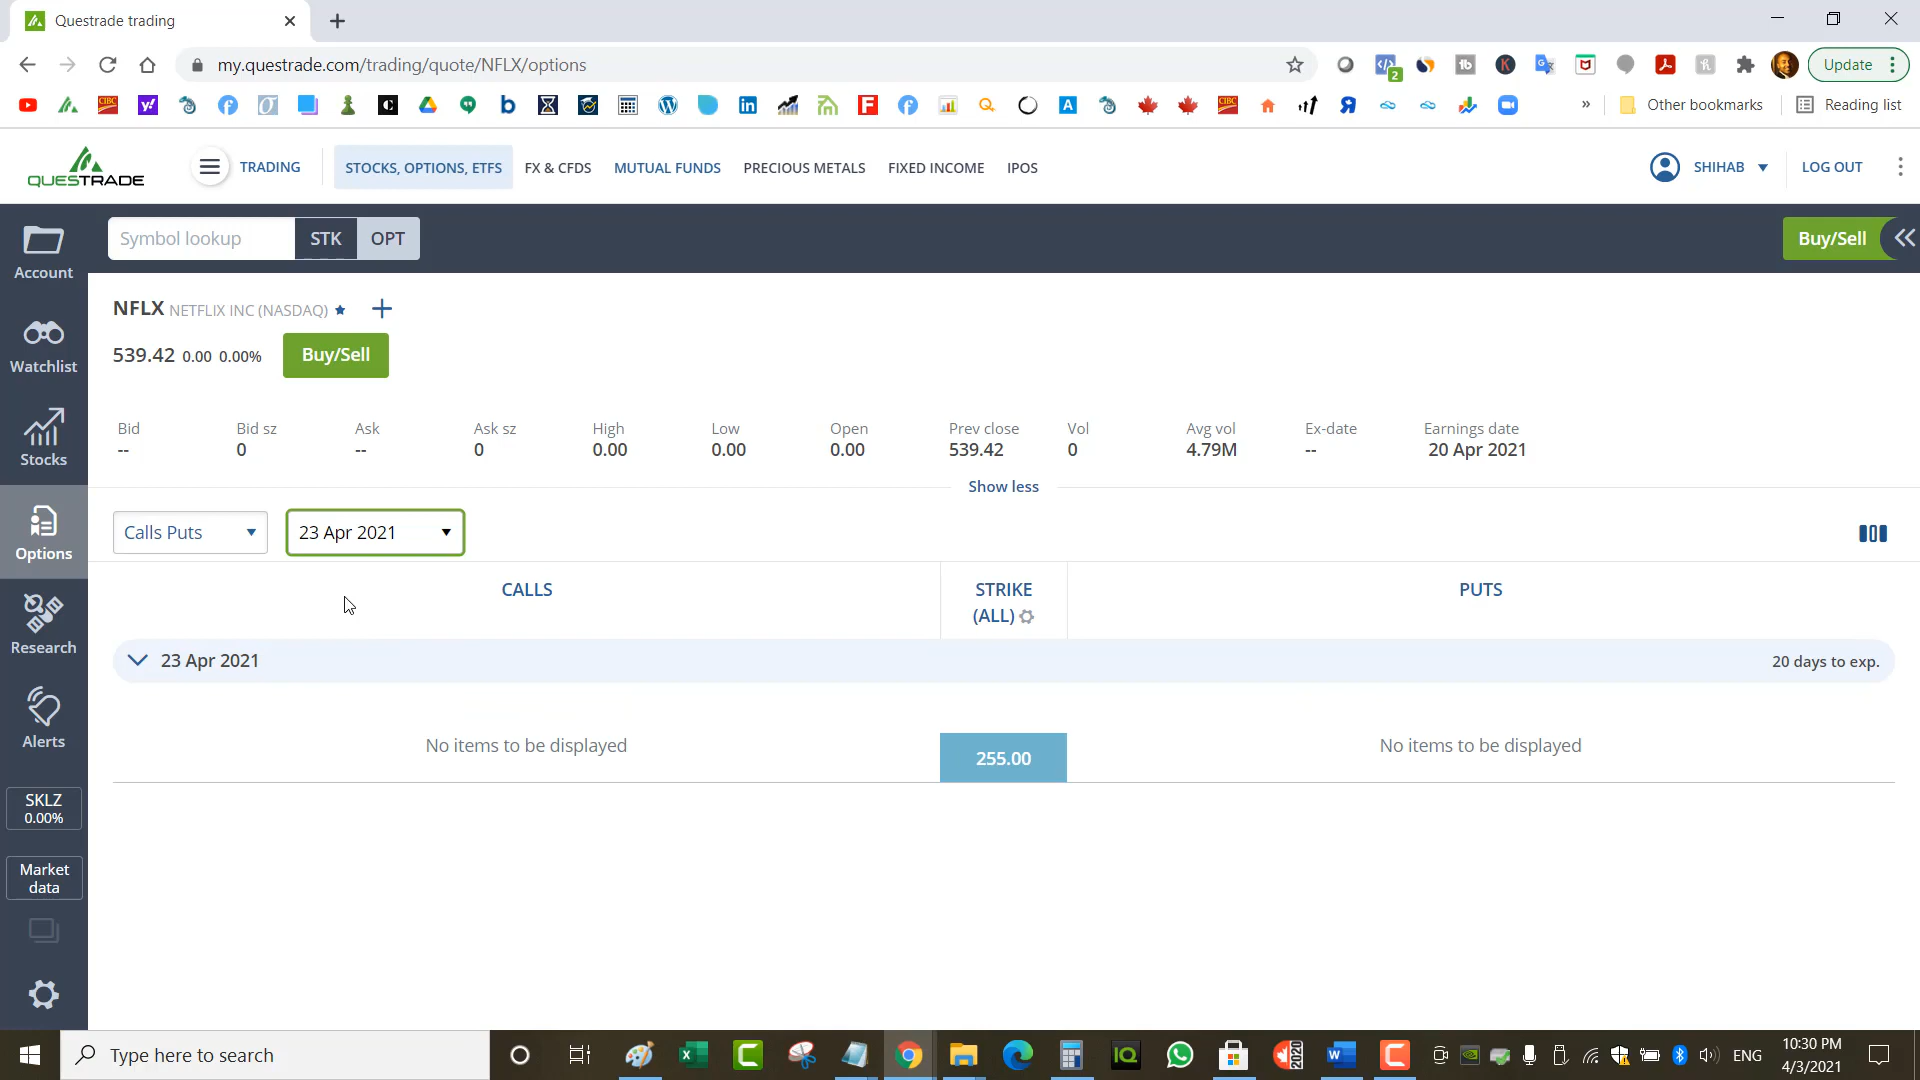 Questrade trading
my.questrade.com/trading/quote/NFLX/options
Update
Other bookmarks
Reading list
QUESTRADE
TRADING
STOCKS, OPTIONS, ETFS
FX & CFDS
MUTUAL FUNDS
PRECIOUS METALS
FIXED INCOME
IPOS
SHIHAB
LOG OUT
Account
Symbol lookup
STK
OPT
Buy/Sell
NFLX NETFLIX INC (NASDAQ)
539.42 0.00 0.00%
Buy/Sell
Watchlist
Bid
Bid sz
Ask
Ask sz
High
Low
Open
Prev close
Vol
Avg vol
Ex-date
Earnings date
--
0
--
0
0.00
0.00
0.00
539.42
0
4.79M
--
20 Apr 2021
Stocks
Show less
Options
Calls Puts
23 Apr 2021
CALLS
STRIKE
(ALL)
PUTS
Research
23 Apr 2021
20 days to exp.
Alerts
No items to be displayed
255.00
No items to be displayed
SKLZ
0.00%
Market
data
Type here to search
ENG
10:30 PM
4/3/2021